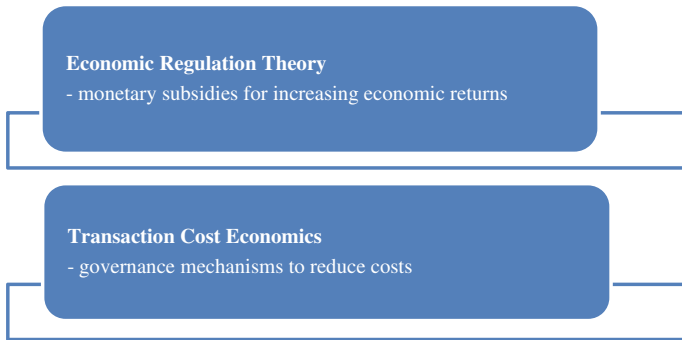 Economic Regulation Theory
- monetary subsidies for increasing economic returns
Transaction Cost Economics
- governance mechanisms to reduce costs